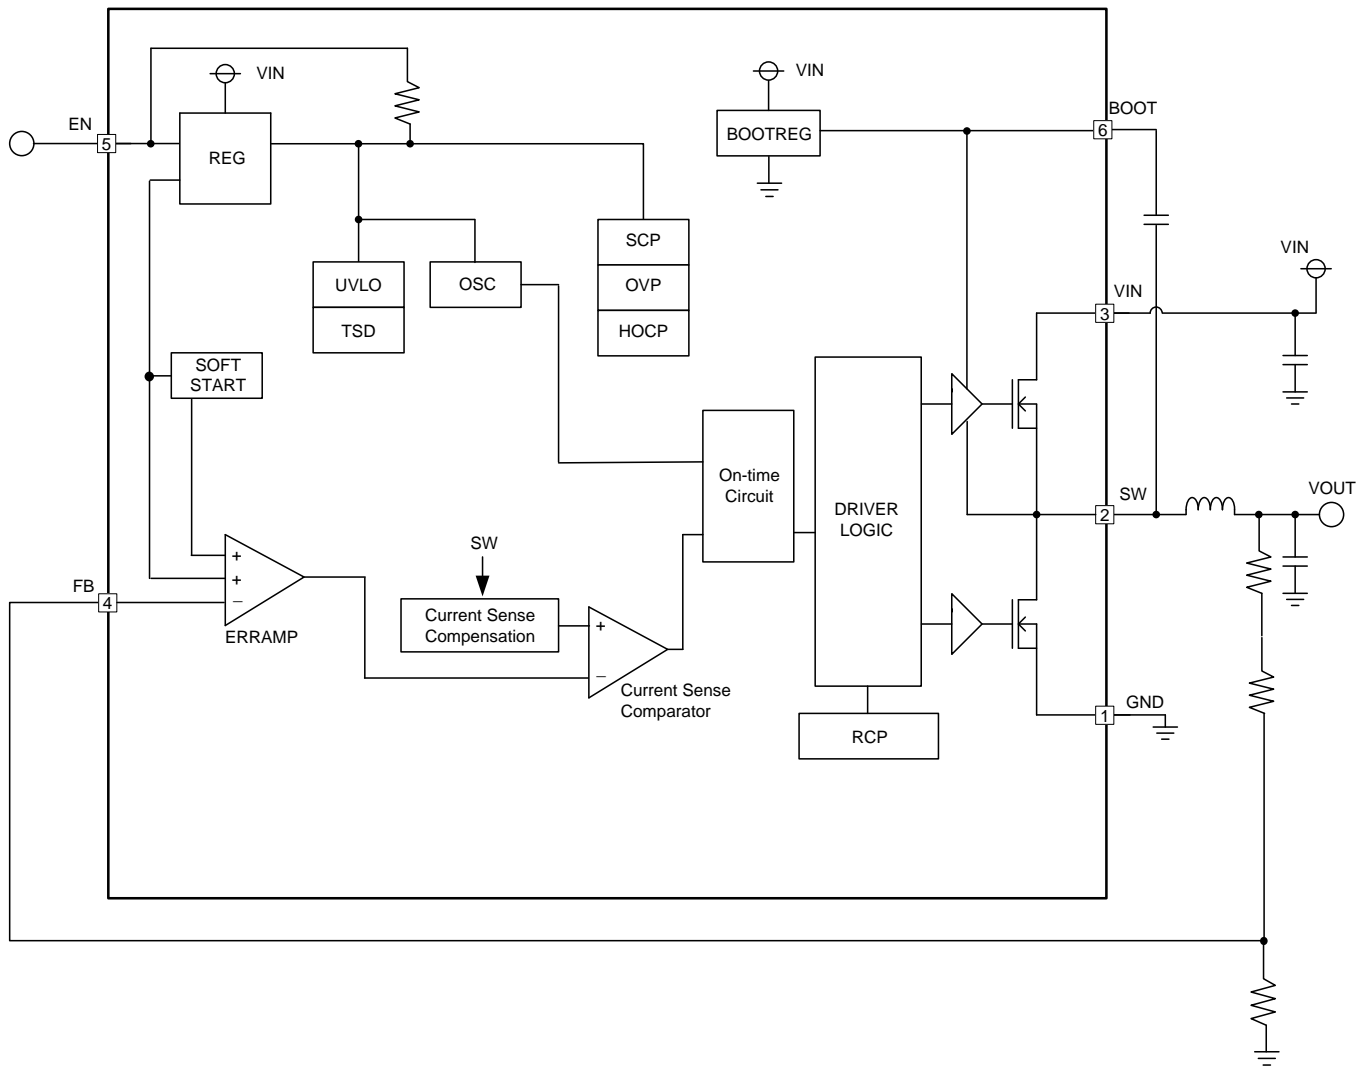 VIN
VIN
BOOT
EN
5
REG
BOOTREG
6
SCP
VIN
UVLO
OSC
OVP
VIN
TSD
HOCP
3
SOFT
START
On-time
Circuit
DRIVER
LOGIC
SW
VOUT
2
SW
+
+
−
FB
4
ERRAMP
Current Sense
Compensation
+
−
Current Sense
Comparator
GND
1
RCP